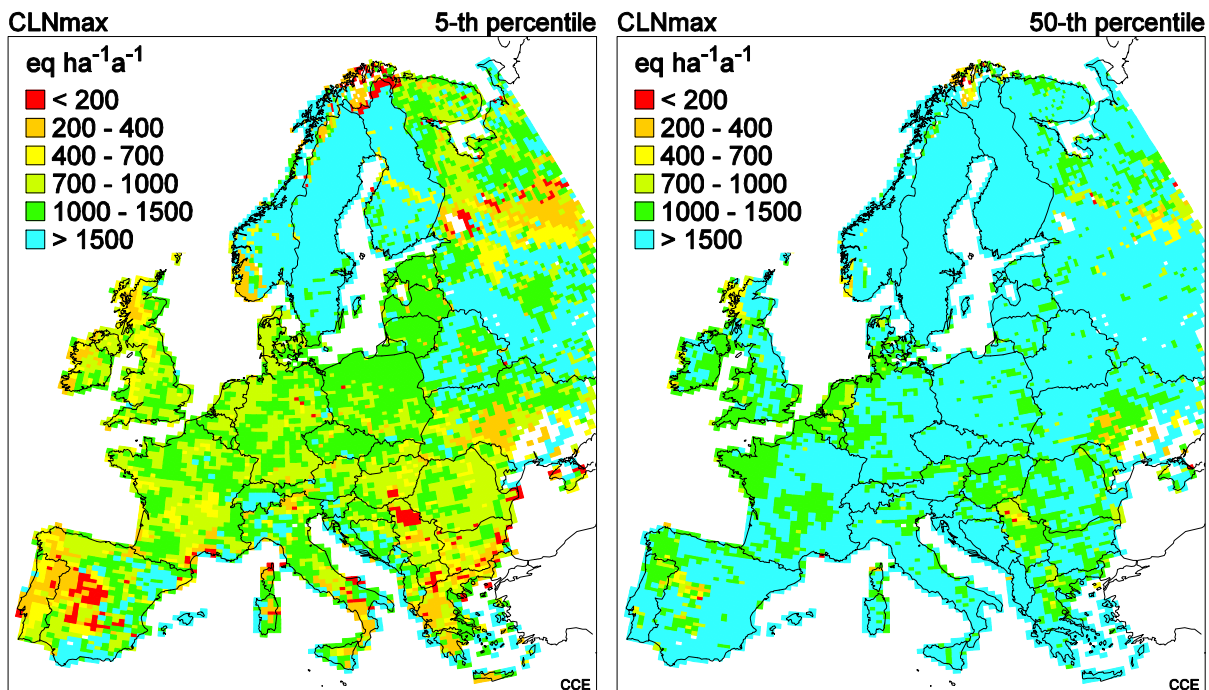 CLNmax 5-th percentile
eq ha⁻¹a⁻¹
< 200
200 - 400
400 - 700
700 - 1000
1000 - 1500
> 1500
CCE
CLNmax 50-th percentile
eq ha⁻¹a⁻¹
< 200
200 - 400
400 - 700
700 - 1000
1000 - 1500
> 1500
CCE